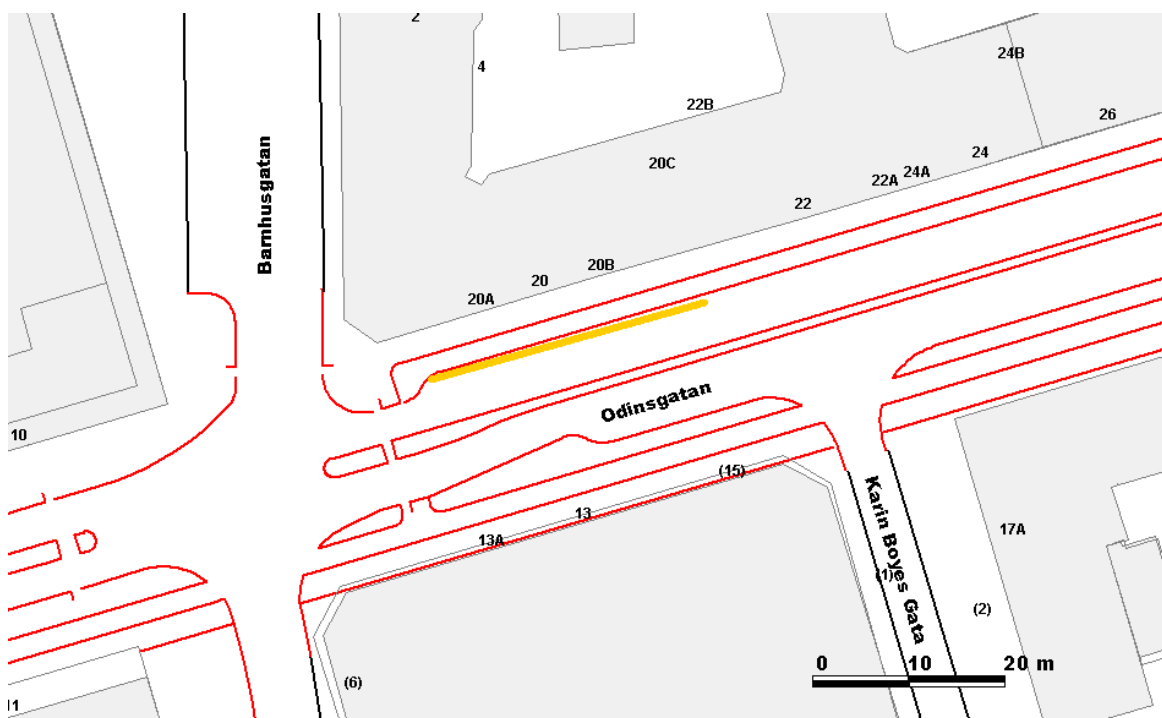 2
4
24B
22B
26
20C
24
24A
22A
22
Barnhusgatan
20B
20
20A
Odinsgatan
10
(15)
13
13A
Karin Boyes Gata
17A
(1)
(2)
(6)
0 10 20 m
11